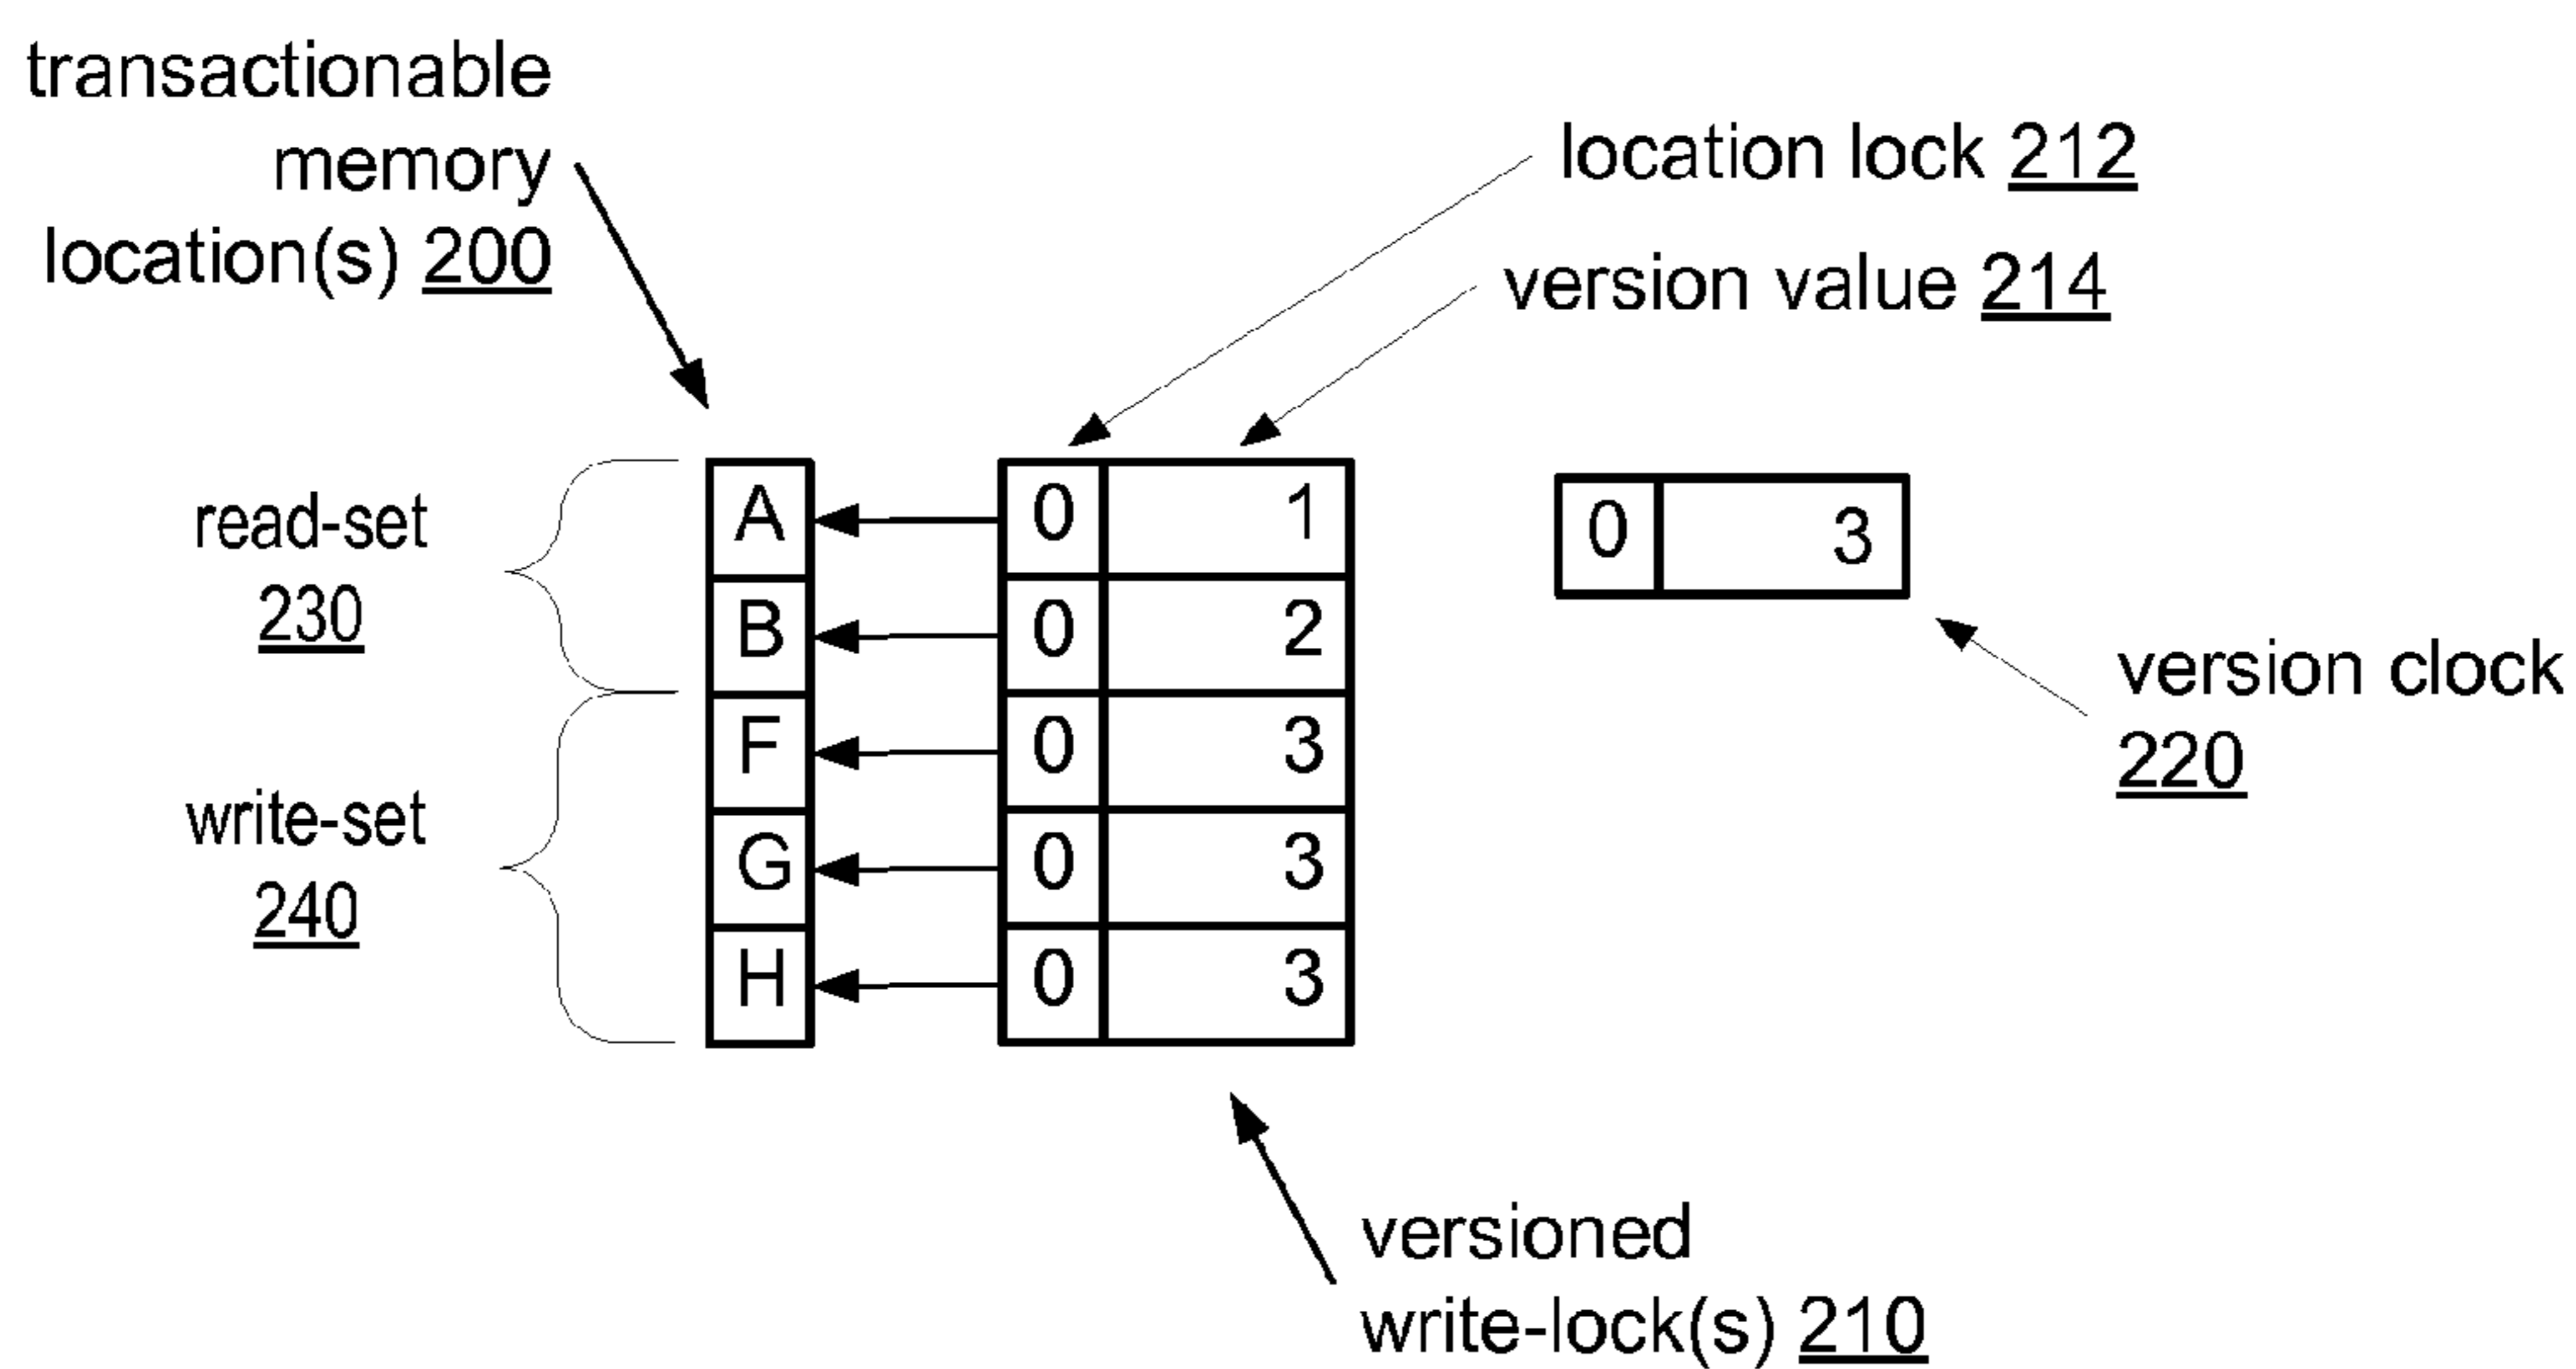 transactionable
memory
location(s) 200
location lock 212
version value 214
read-set
230
write-set
240
A 0 1
B 0 2
F 0 3
G 0 3
H 0 3
0 3
version clock
220
versioned
write-lock(s) 210